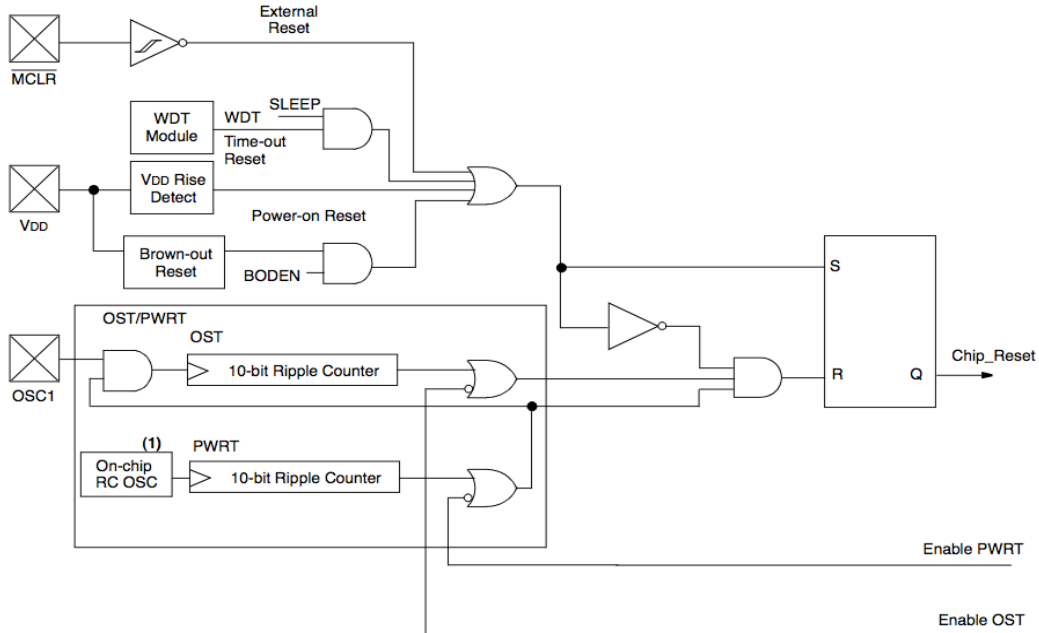 External
Reset
MCLR
SLEEP
WDT
Module
WDT
Time-out
Reset
VDD Rise
Detect
VDD
Power-on Reset
Brown-out
Reset
BODEN
S
OST/PWRT
OST
10-bit Ripple Counter
OSC1
Chip_Reset
R
Q
(1)
PWRT
On-chip
RC OSC
10-bit Ripple Counter
Enable PWRT
Enable OST